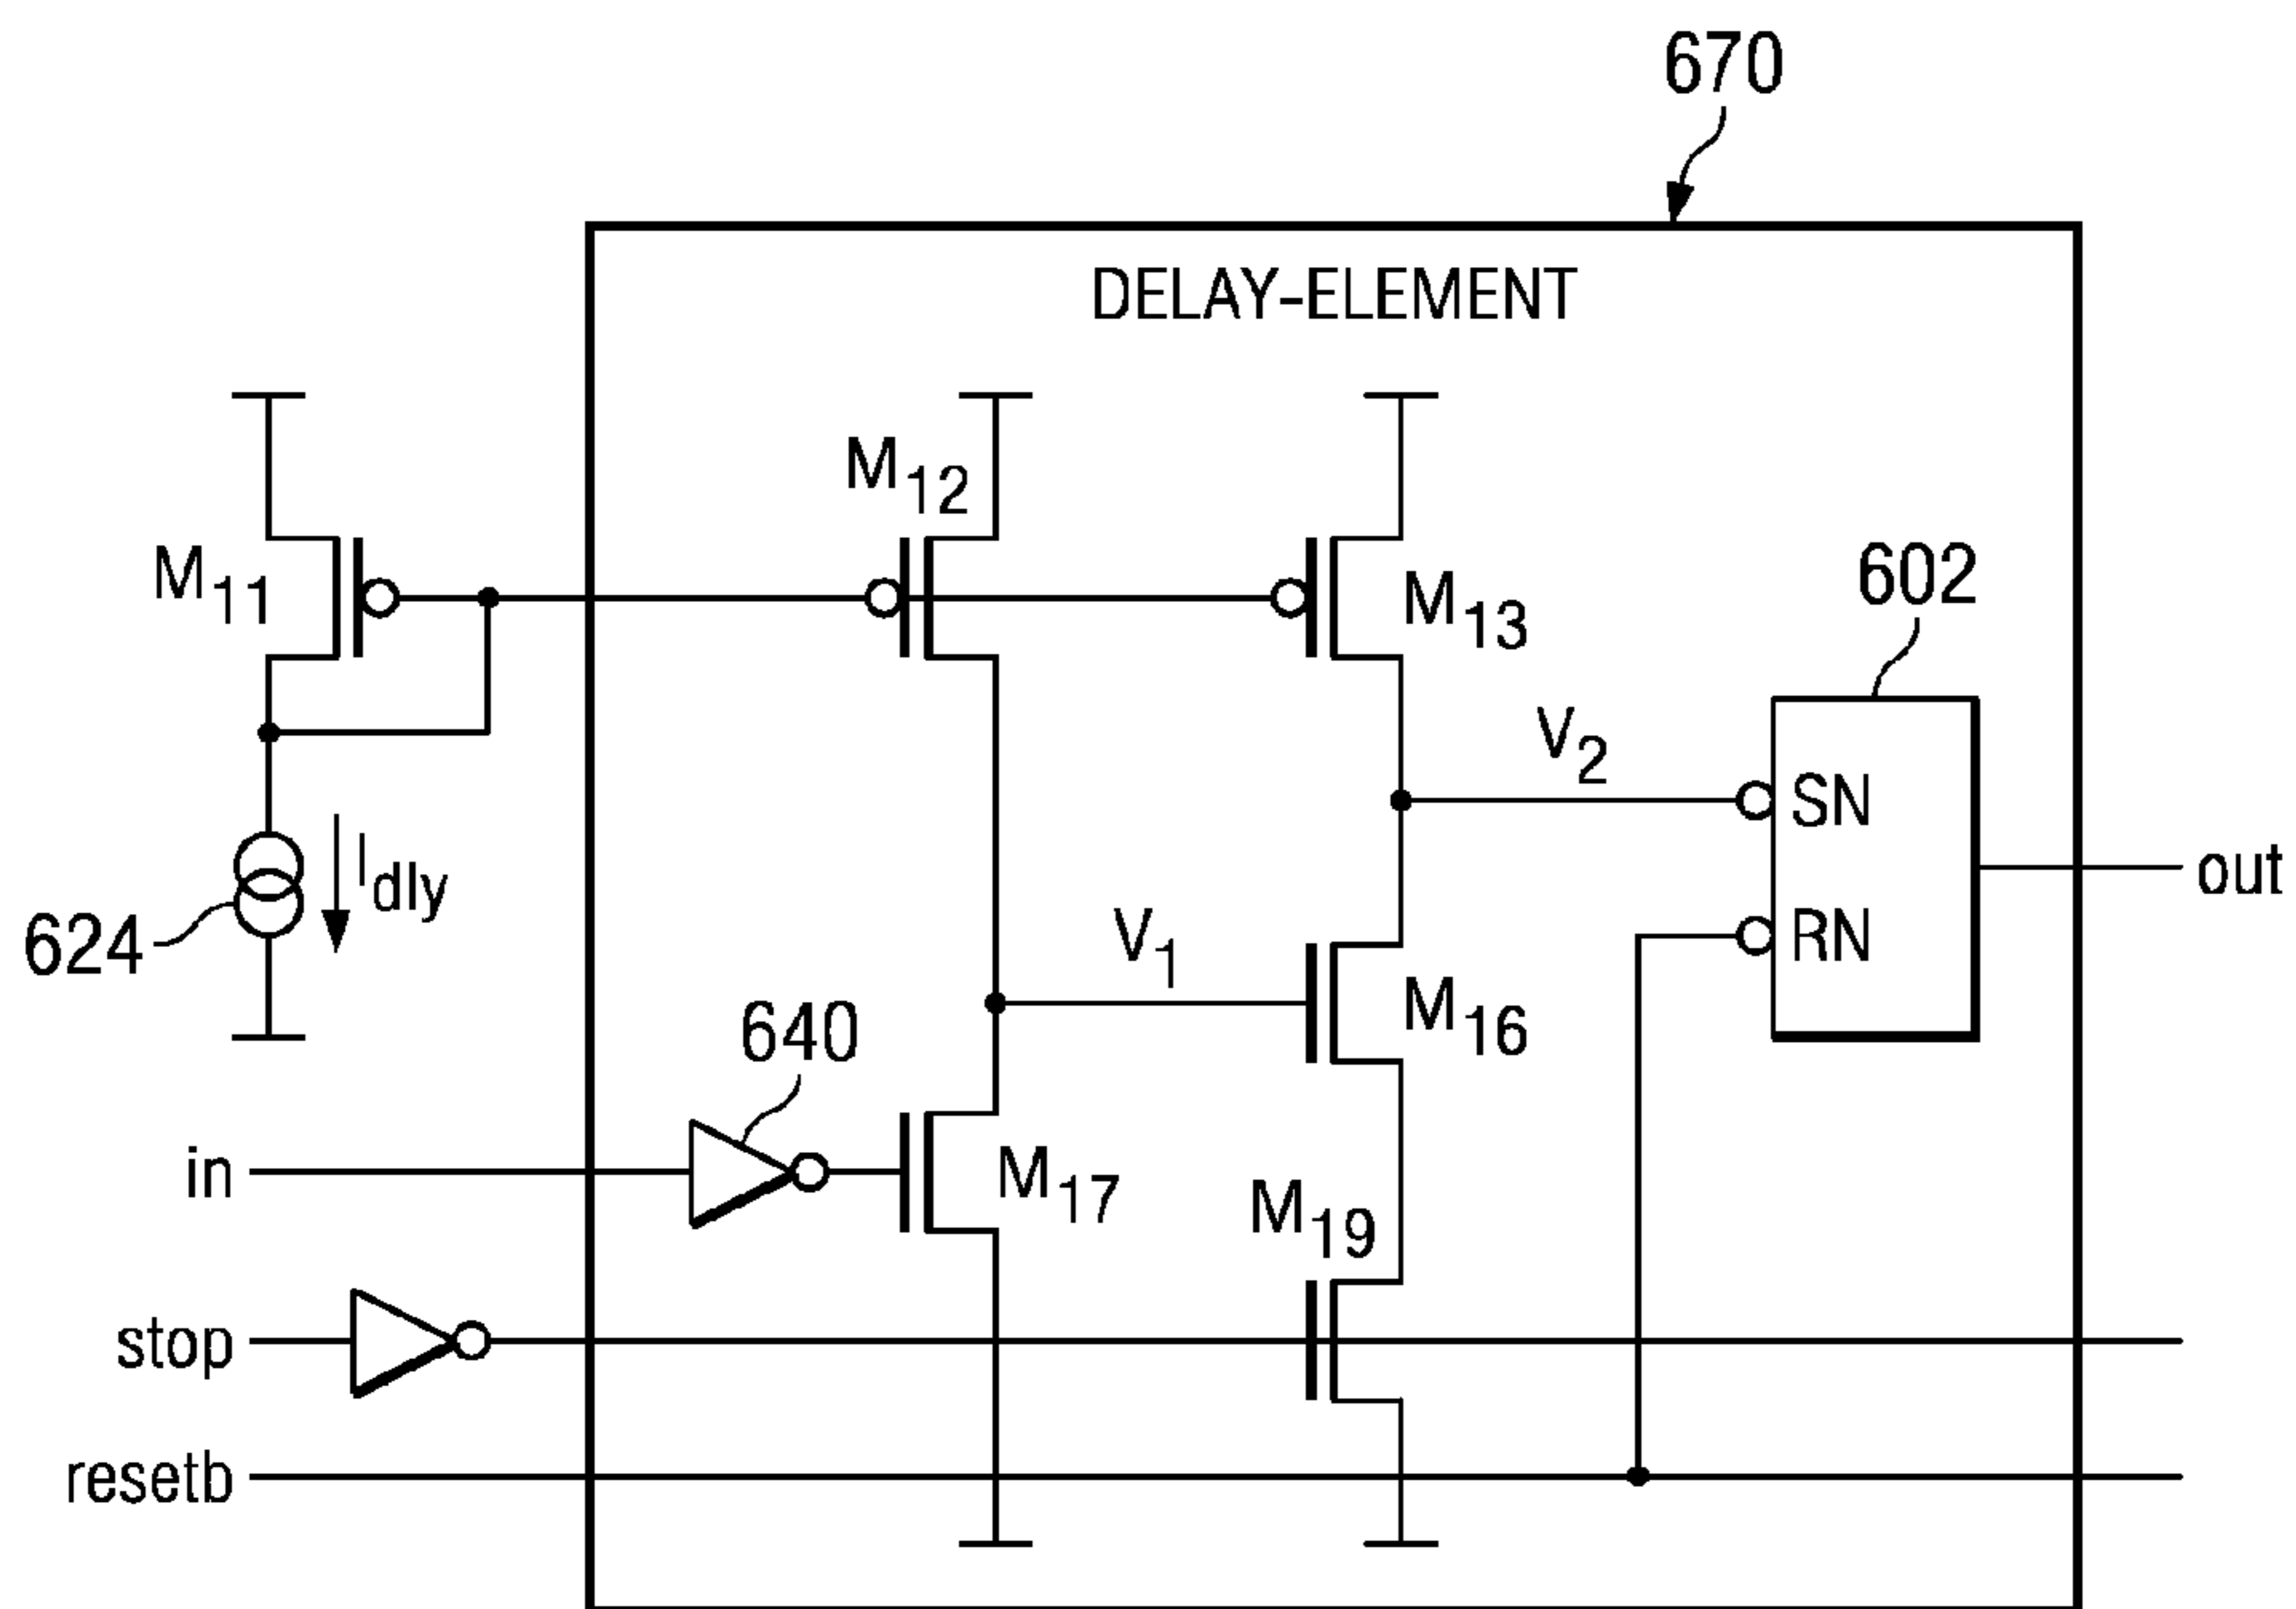 670
DELAY-ELEMENT
M12
M11
M13
602
V2
SN
Idly
out
624
V1
RN
M16
640
in
M17
M19
stop
resetb